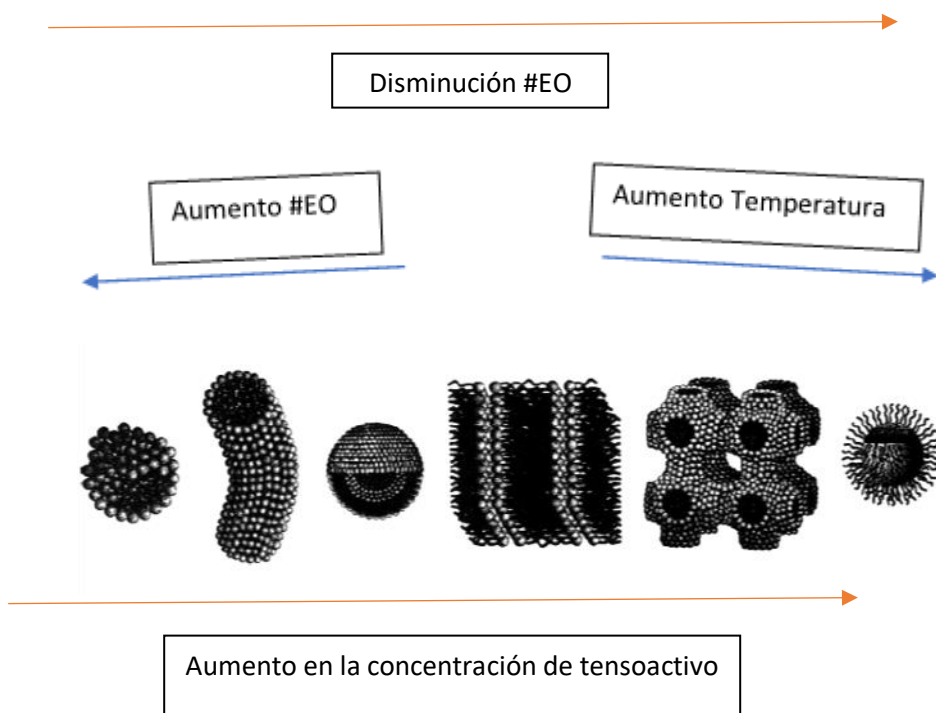 Disminución #EO
Aumento #EO
Aumento Temperatura
Aumento en la concentración de tensoactivo